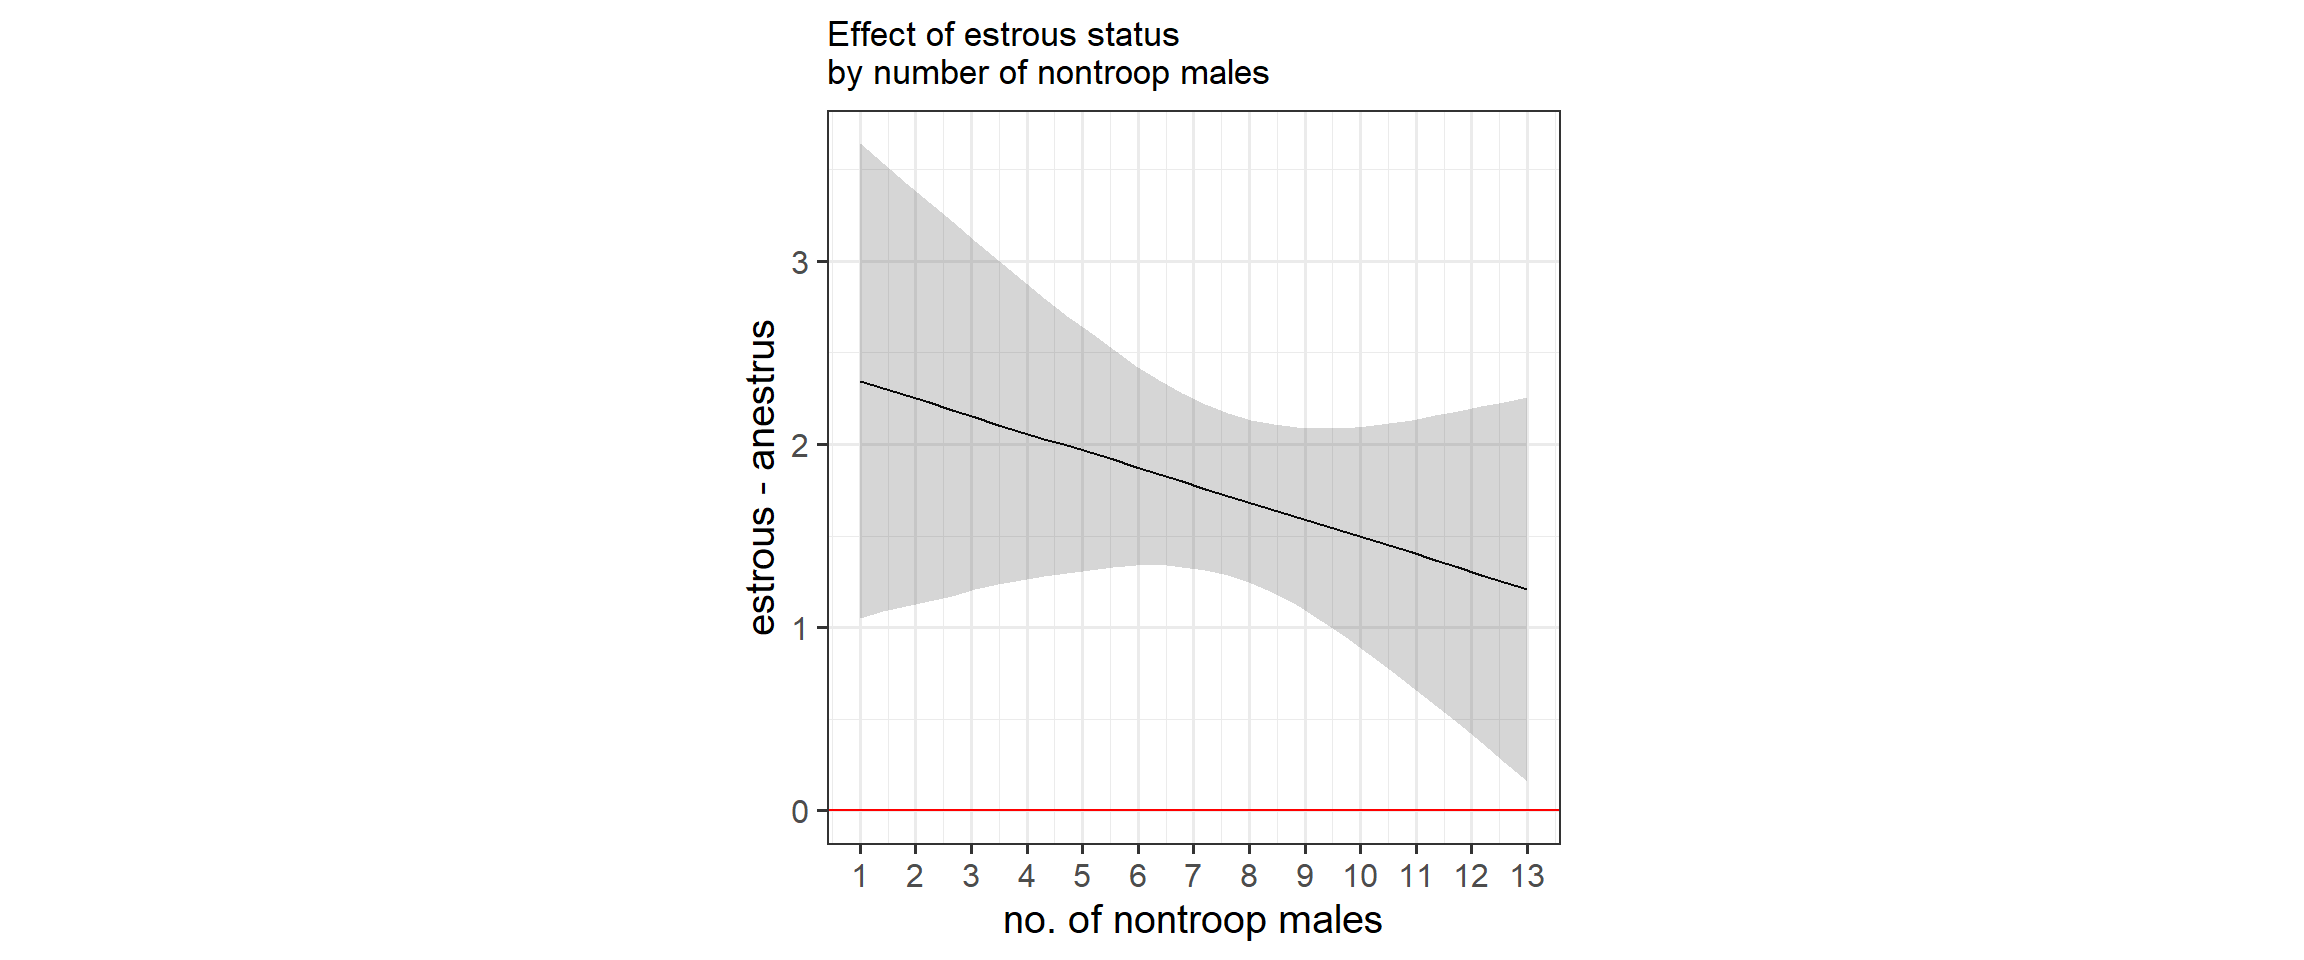 Effect of estrous status
by number of nontroop males
estrous - anestrus
3
2
1
0
1 2 3 4 5 6 7 8 9 10 11 12 13
no. of nontroop males